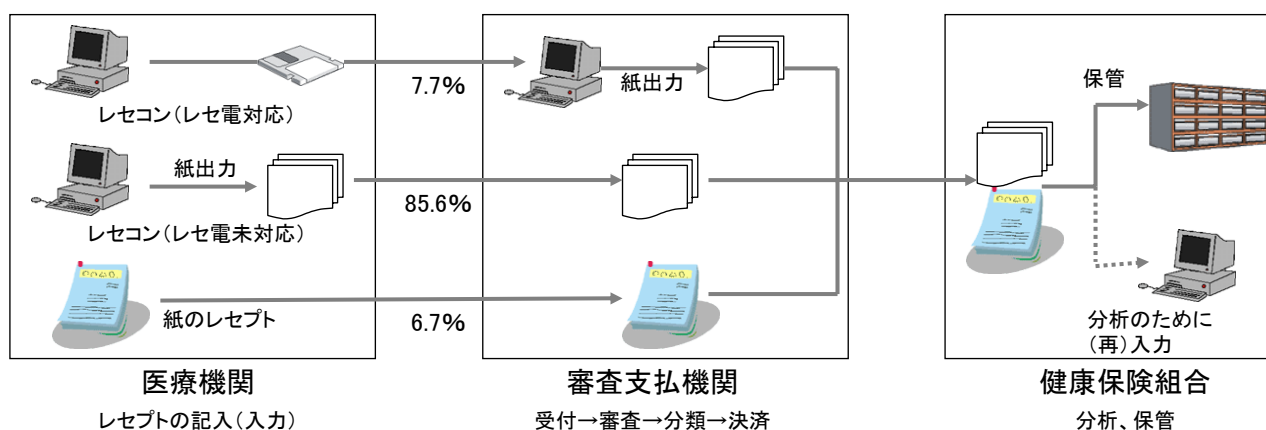 レセコン（レセ電対応）
紙出力
レセコン（レセ電未対応）
紙のレセプト
医療機関
レセプトの記入（入力）
7.7%
85.6%
6.7%
紙出力
審査支払機関
受付→審査→分類→決済
保管
分析のために
（再）入力
健康保険組合
分析、保管